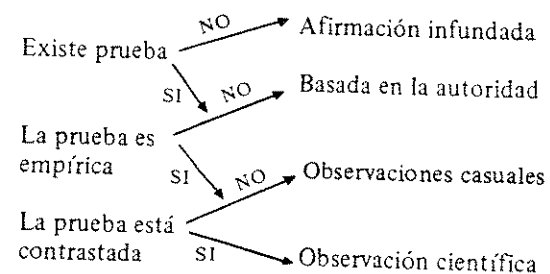 NO
Afirmación infundada
Existe prueba
SI
NO
Basada en la autoridad
La prueba es
empírica
SI
NO
Observaciones casuales
La prueba está
contrastada
SI
Observación científica